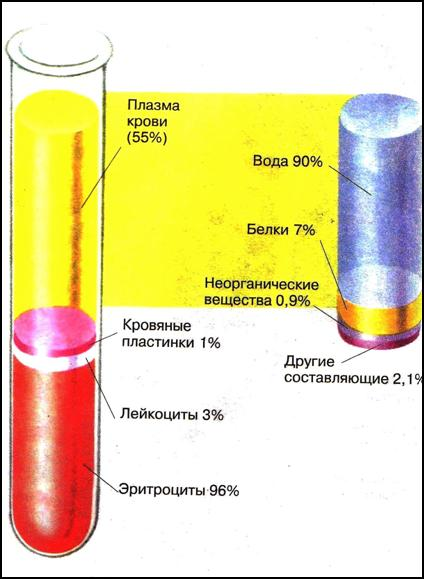 Плазма
крови
(55%)
Вода 90%
Белки 7%
Неорганические
вещества 0,9%
Кровяные
пластинки 1%
Другие
составляющие 2,1%
Лейкоциты 3%
Эритроциты 96%